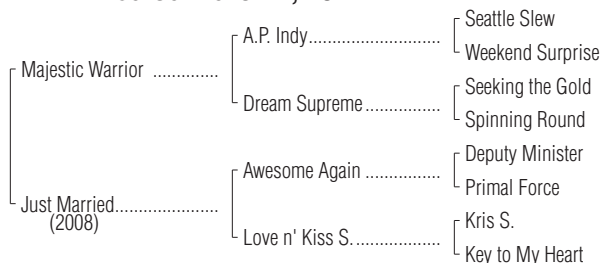 Seattle Slew
A.P. Indy..............................
Weekend Surprise
Majestic Warrior ...............
Seeking the Gold
Dream Supreme.................
Spinning Round
Deputy Minister
Awesome Again .................
Primal Force
Just Married.......................
(2008)
Kris S.
Love n' Kiss S...................
Key to My Heart